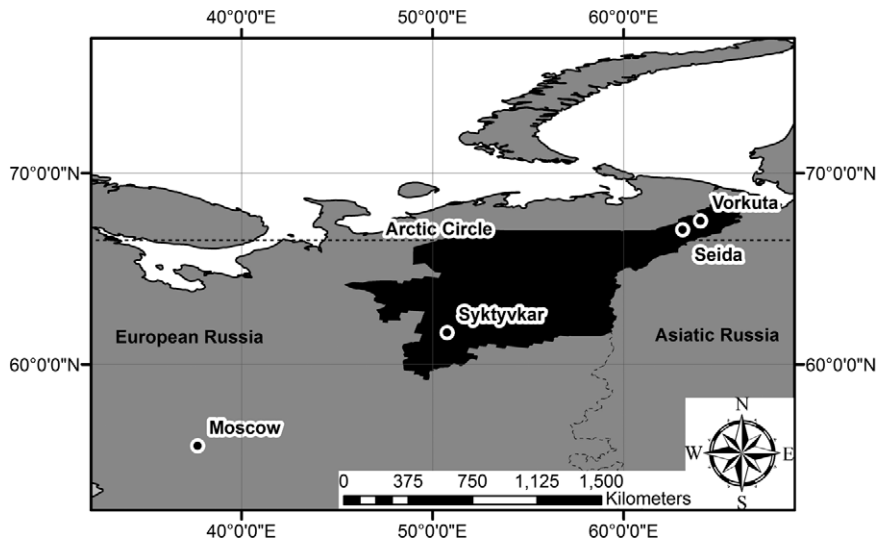 40°0'0"E 50°0'0"E 60°0'0"E
70°0'0"N 70°0'0"N
Vorkuta
Arctic Circle
Seida
Syktyvkar
European Russia Asiatic Russia
60°0'0"N 60°0'0"N
N
Moscow
W E
0 375 750 1,125 1,500
Kilometers
S
40°0'0"E 50°0'0"E 60°0'0"E